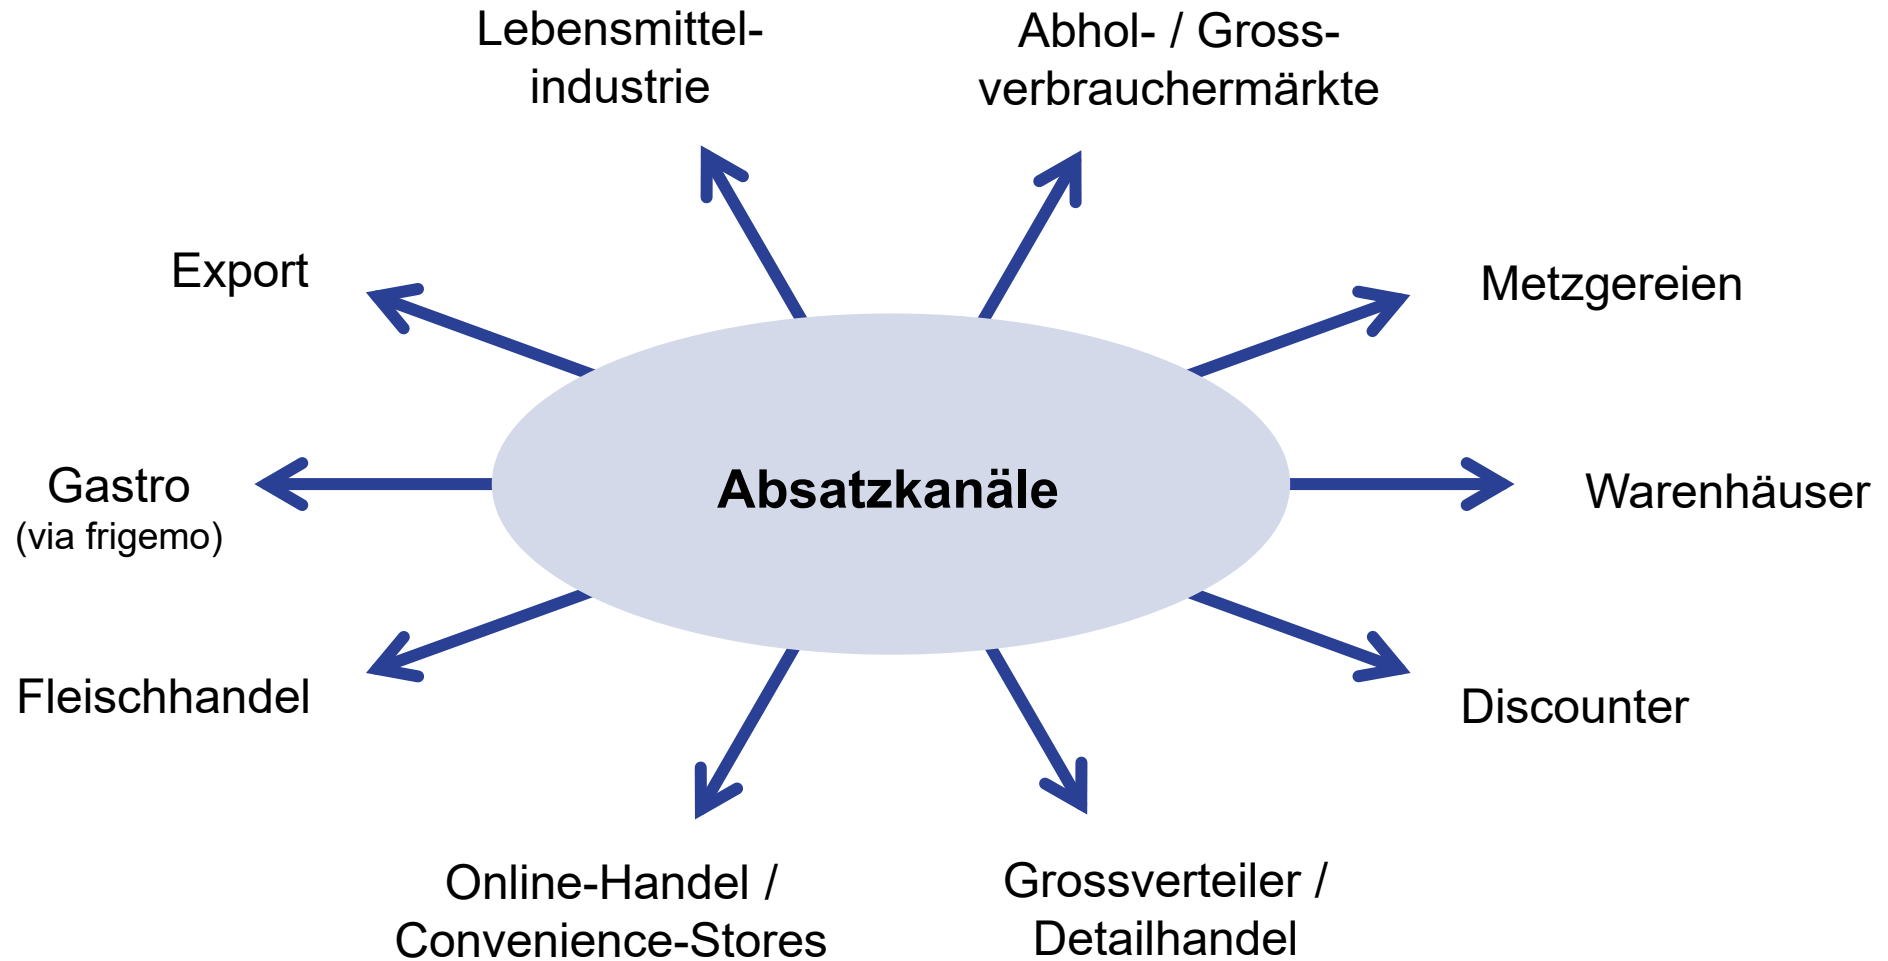 Lebensmittel-
industrie
Abhol- / Gross-
verbrauchermärkte
Export
Metzgereien
Gastro
(via frigemo)
Absatzkanäle
Warenhäuser
Fleischhandel
Discounter
Online-Handel /
Convenience-Stores
Grossverteiler /
Detailhandel